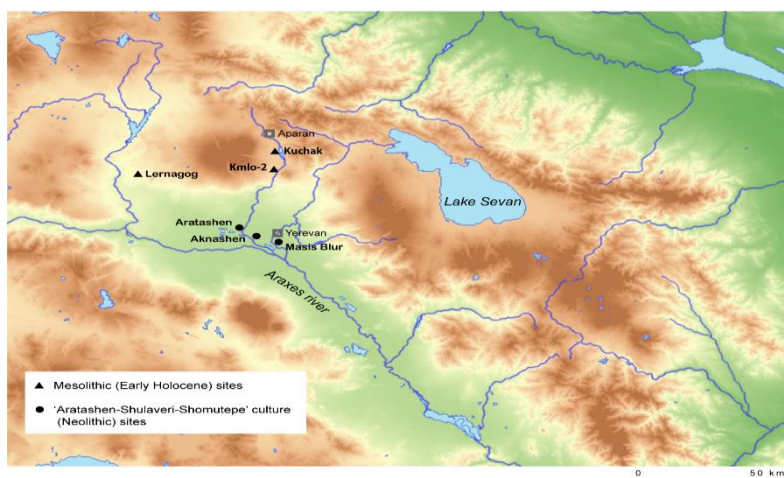 Aparan
Kuchak
Kmlo-2
Lernagog
Lake Sevan
Aratashen
Yerevan
Aknashen
Masis Blur
Araxes river
Mesolithic (Early Holocene) sites
'Aratashen-Shulaveri-Shomutepe' culture
(Neolithic) sites
0 50 km